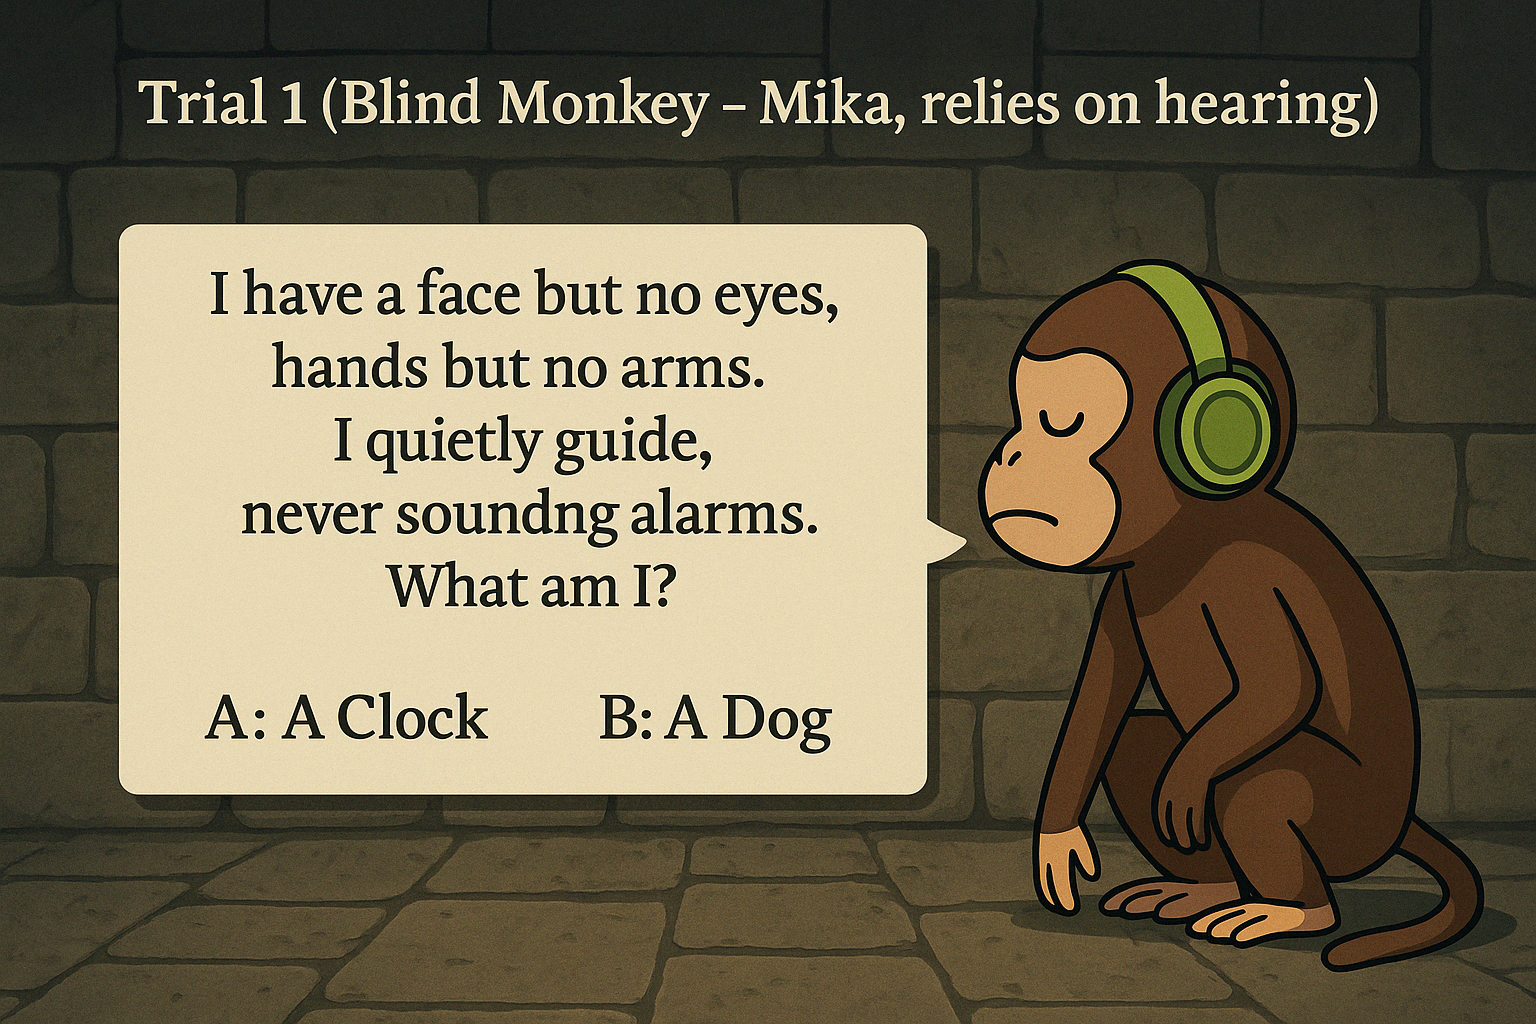 Trial 1 (Blind Monkey – Mika, relies on hearing)
I have a face but no eyes,
hands but no arms.
I quietly guide,
never soundng alarms.
What am I?
A: A Clock B: A Dog